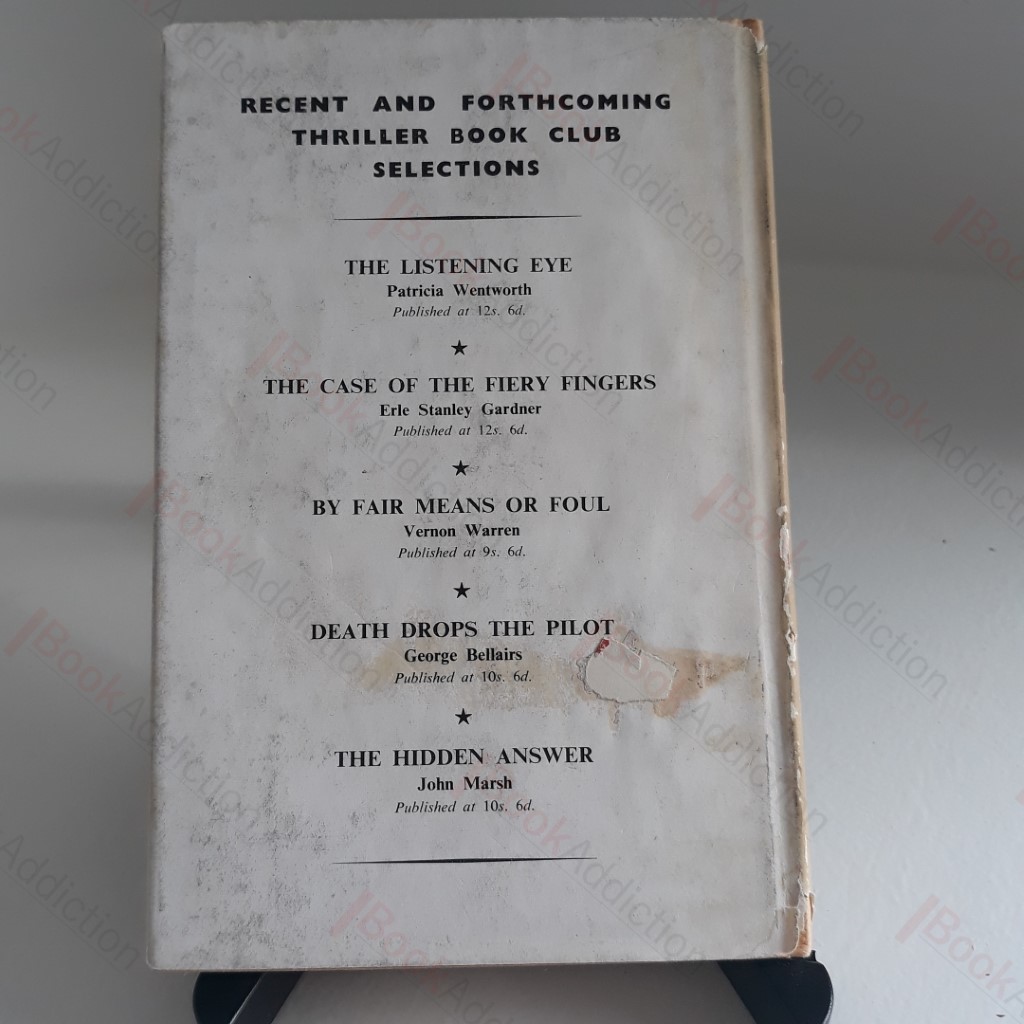 RECENT AND FORTHCOMING
THRILLER BOOK CLUB
SELECTIONS
THE LISTENING EYE
Patricia Wentworth
Published at 12s. 6d.
★
THE CASE OF THE FIERY FINGERS
Erle Stanley Gardner
Published at 12s. 6d.
★
BY FAIR MEANS OR FOUL
Vernon Warren
Published at 9s. 6d.
★
DEATH DROPS THE PILOT
George Bellairs
Published at 10s. 6d.
★
THE HIDDEN ANSWER
John Marsh
Published at 10s. 6d.
BookAddiction